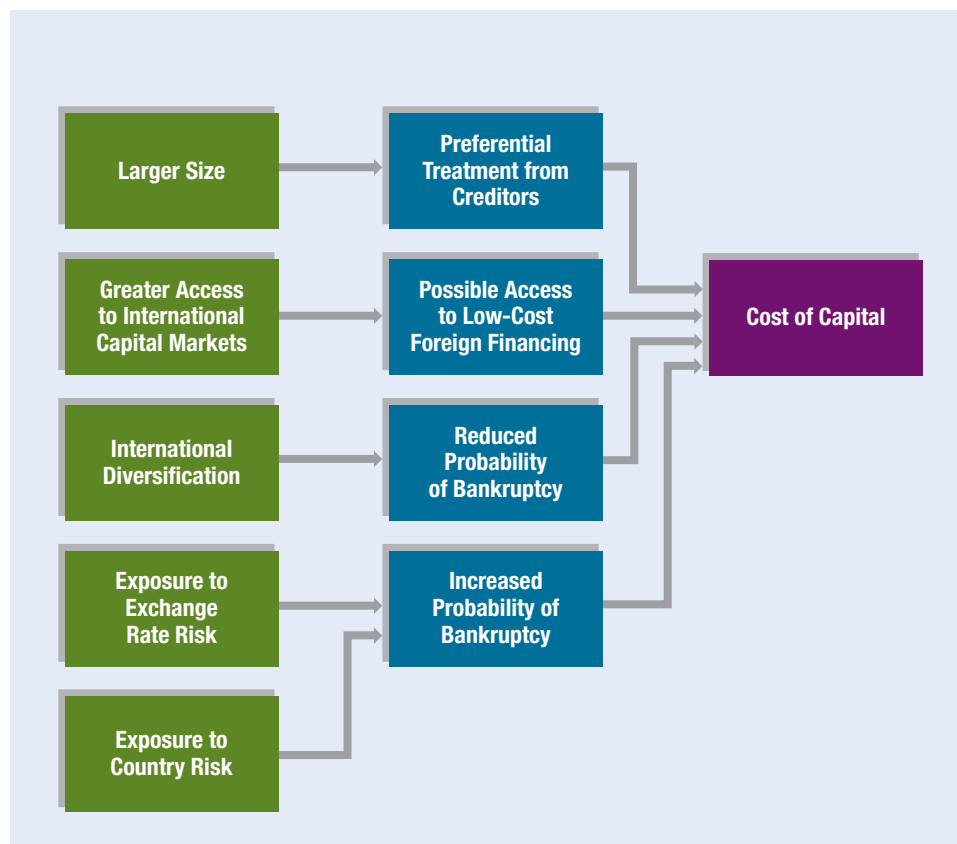 Larger Size
Preferential
Treatment from
Creditors
Greater Access
to International
Capital Markets
Possible Access
to Low-Cost
Foreign Financing
Cost of Capital
International
Diversification
Reduced
Probability
of Bankruptcy
Exposure to
Exchange
Rate Risk
Increased
Probability of
Bankruptcy
Exposure to
Country Risk